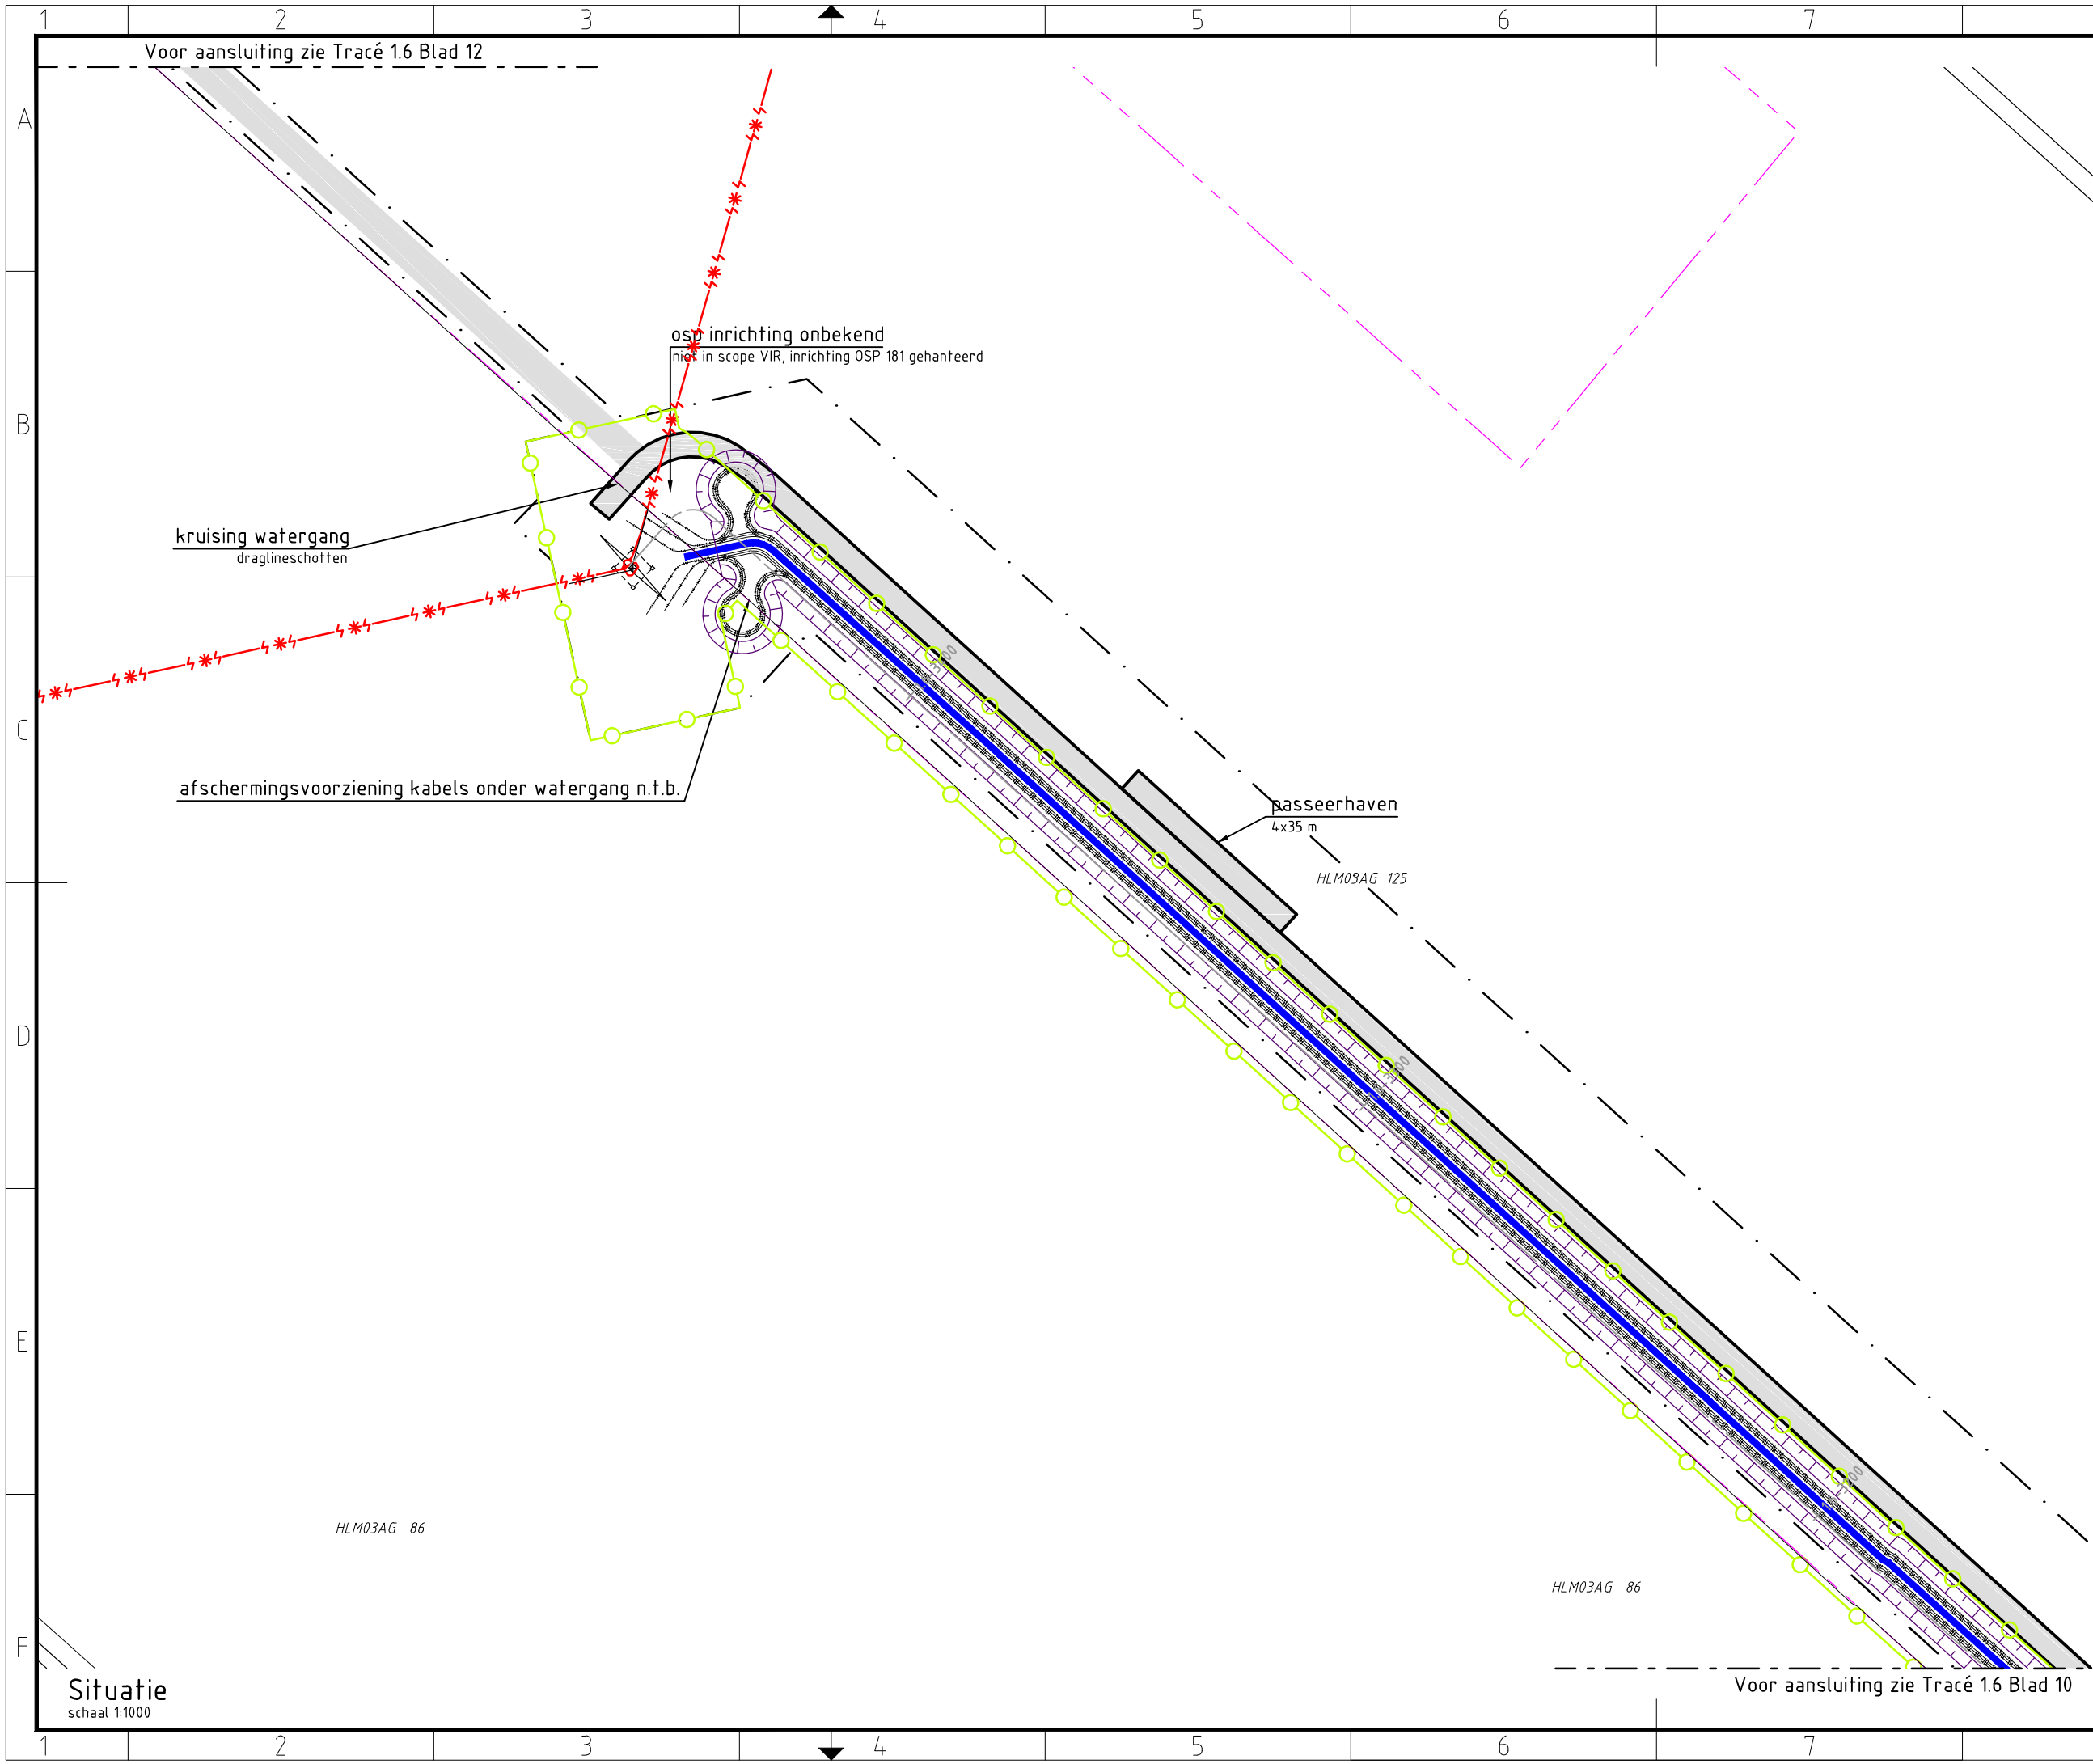 1 2 3 4 5 6 7
Voor aansluiting zie Tracé 1.6 Blad 12
A
osp inrichting onbekend
niet in scope VIR, inrichting OSP 181 gehanteerd
B
kruising watergang
draglineschotten
C
afschermingsvoorziening kabels onder watergang n.t.b.
passeerhaven
4x35 m
HLM03AG 125
D
E
HLM03AG 86
HLM03AG 86
F
Situatie
schaal 1:1000
Voor aansluiting zie Tracé 1.6 Blad 10
1 2 3 4 5 6 7